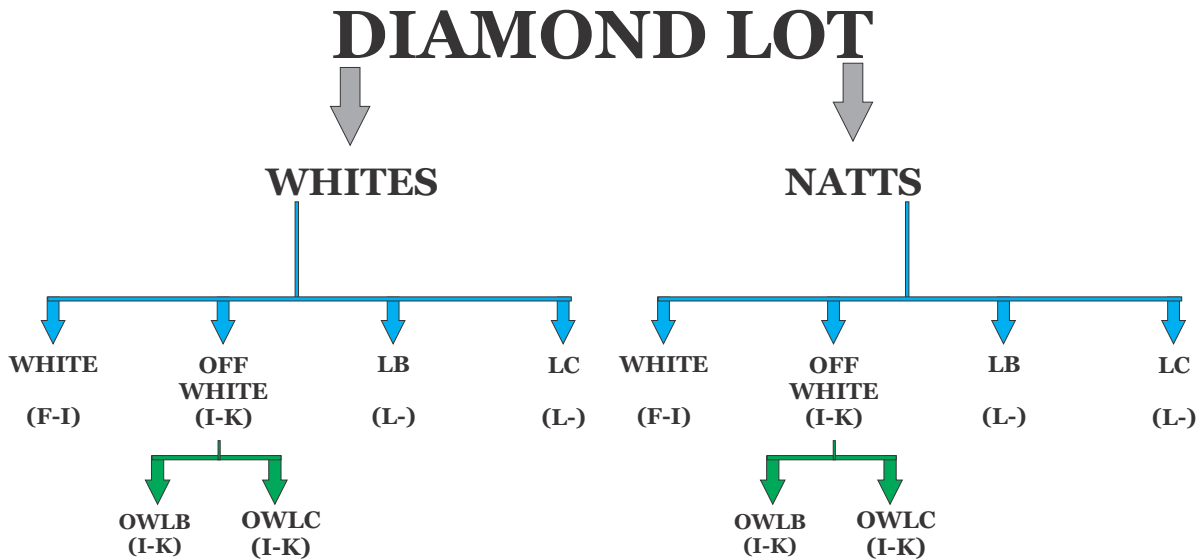 DIAMOND LOT
WHITES
NATTS
WHITE
(F-I)
OFF
WHITE
(I-K)
LB
(L-)
LC
(L-)
WHITE
(F-I)
OFF
WHITE
(I-K)
LB
(L-)
LC
(L-)
OWLB
(I-K)
OWLC
(I-K)
OWLB
(I-K)
OWLC
(I-K)